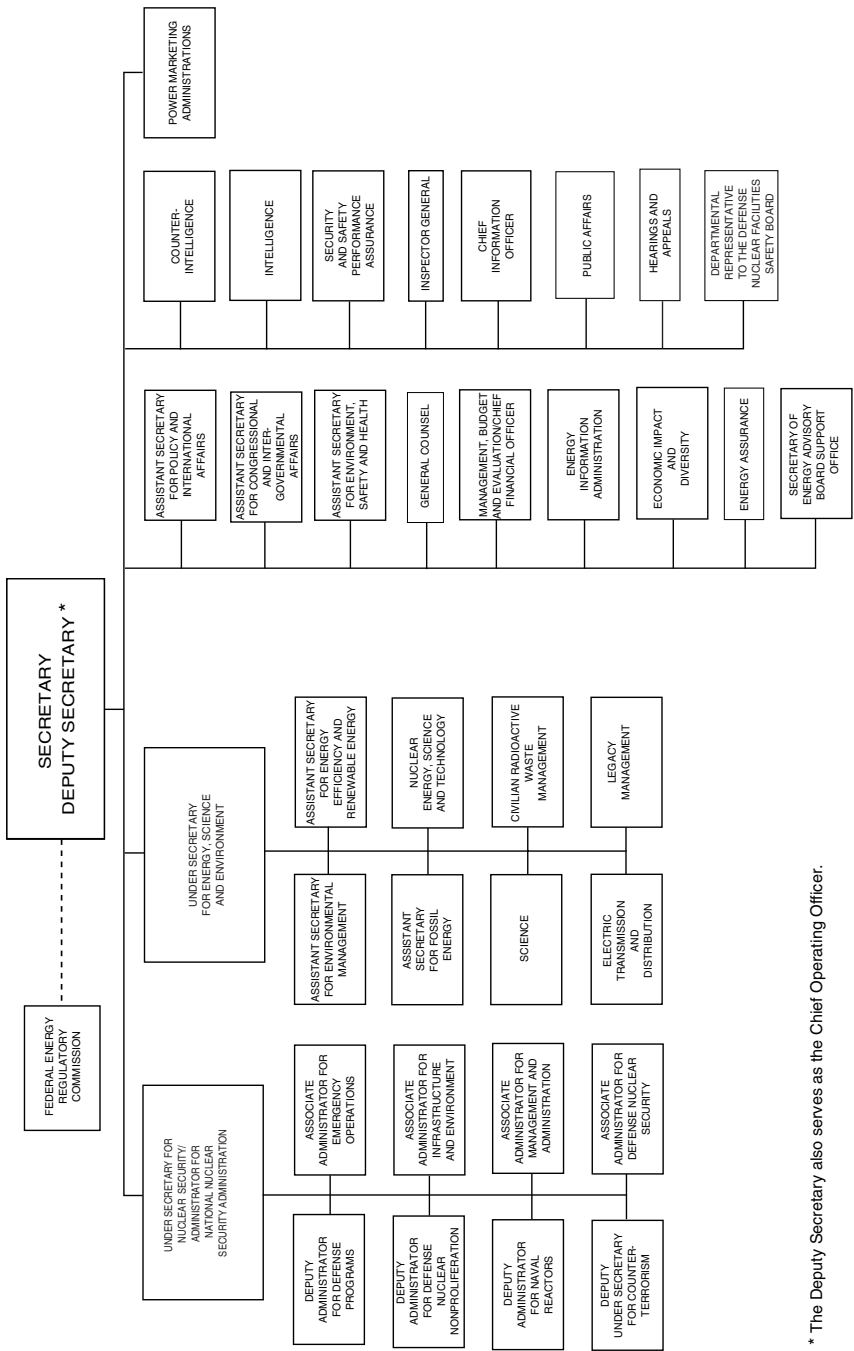 SECRETARY
DEPUTY SECRETARY *
FEDERAL ENERGY
REGULATORY
COMMISSION
UNDER SECRETARY FOR
NUCLEAR SECURITY/
ADMINISTRATOR FOR
NATIONAL NUCLEAR
SECURITY ADMINISTRATION
DEPUTY
ADMINISTRATOR
FOR DEFENSE
PROGRAMS
ASSOCIATE
ADMINISTRATOR FOR
EMERGENCY
OPERATIONS
DEPUTY
ADMINISTRATOR
FOR DEFENSE
NUCLEAR
NONPROLIFERATION
ASSOCIATE
ADMINISTRATOR FOR
INFRASTRUCTURE
AND ENVIRONMENT
DEPUTY
ADMINISTRATOR
FOR NAVAL
REACTORS
ASSOCIATE
ADMINISTRATOR FOR
MANAGEMENT AND
ADMINISTRATION
DEPUTY
UNDER SECRETARY
FOR COUNTER-
TERRORISM
ASSOCIATE
ADMINISTRATOR FOR
DEFENSE NUCLEAR
SECURITY
UNDER SECRETARY
FOR ENERGY, SCIENCE
AND ENVIRONMENT
ASSISTANT SECRETARY
FOR ENVIRONMENTAL
MANAGEMENT
ASSISTANT SECRETARY
FOR ENERGY
EFFICIENCY AND
RENEWABLE ENERGY
ASSISTANT
SECRETARY
FOR FOSSIL
ENERGY
NUCLEAR
ENERGY, SCIENCE
AND TECHNOLOGY
SCIENCE
CIVILIAN RADIOACTIVE
WASTE
MANAGEMENT
ELECTRIC
TRANSMISSION
AND
DISTRIBUTION
LEGACY
MANAGEMENT
ASSISTANT SECRETARY
FOR POLICY AND
INTERNATIONAL
AFFAIRS
ASSISTANT SECRETARY
FOR CONGRESSIONAL
AND INTER-
GOVERNMENTAL
AFFAIRS
ASSISTANT SECRETARY
FOR ENVIRONMENT,
SAFETY AND HEALTH
GENERAL COUNSEL
MANAGEMENT, BUDGET
AND EVALUATION/CHIEF
FINANCIAL OFFICER
ENERGY
INFORMATION
ADMINISTRATION
ECONOMIC IMPACT
AND
DIVERSITY
ENERGY ASSURANCE
SECRETARY OF
ENERGY ADVISORY
BOARD SUPPORT
OFFICE
COUNTER-
INTELLIGENCE
INTELLIGENCE
SECURITY
AND SAFETY
PERFORMANCE
ASSURANCE
INSPECTOR GENERAL
CHIEF
INFORMATION
OFFICER
PUBLIC AFFAIRS
HEARINGS AND
APPEALS
DEPARTMENTAL
REPRESENTATIVE
TO THE DEFENSE
NUCLEAR FACILITIES
SAFETY BOARD
POWER MARKETING
ADMINISTRATIONS
* The Deputy Secretary also serves as the Chief Operating Officer.